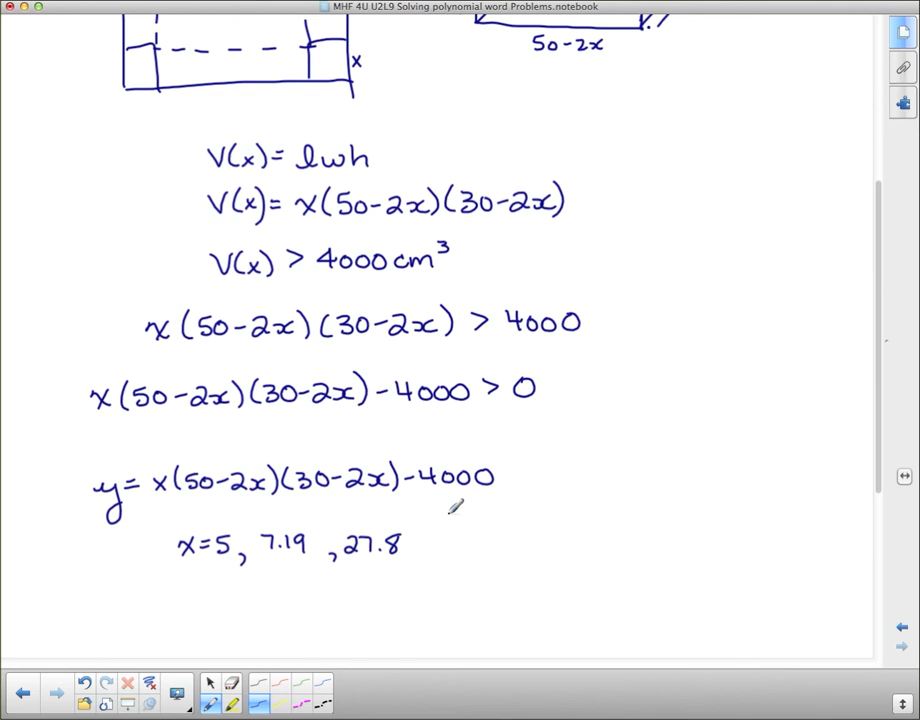 MHF 4U U2L9 Solving polynomial word Problems.notebook
x
50-2x
V(x)= lwh
V(x)= x(50-2x)(30-2x)
V(x) > 4000 cm³
x(50-2x)(30-2x) > 4000
x(50-2x)(30-2x)-4000 > 0
y= x(50-2x)(30-2x)-4000
x=5, 7.19 , 27.8